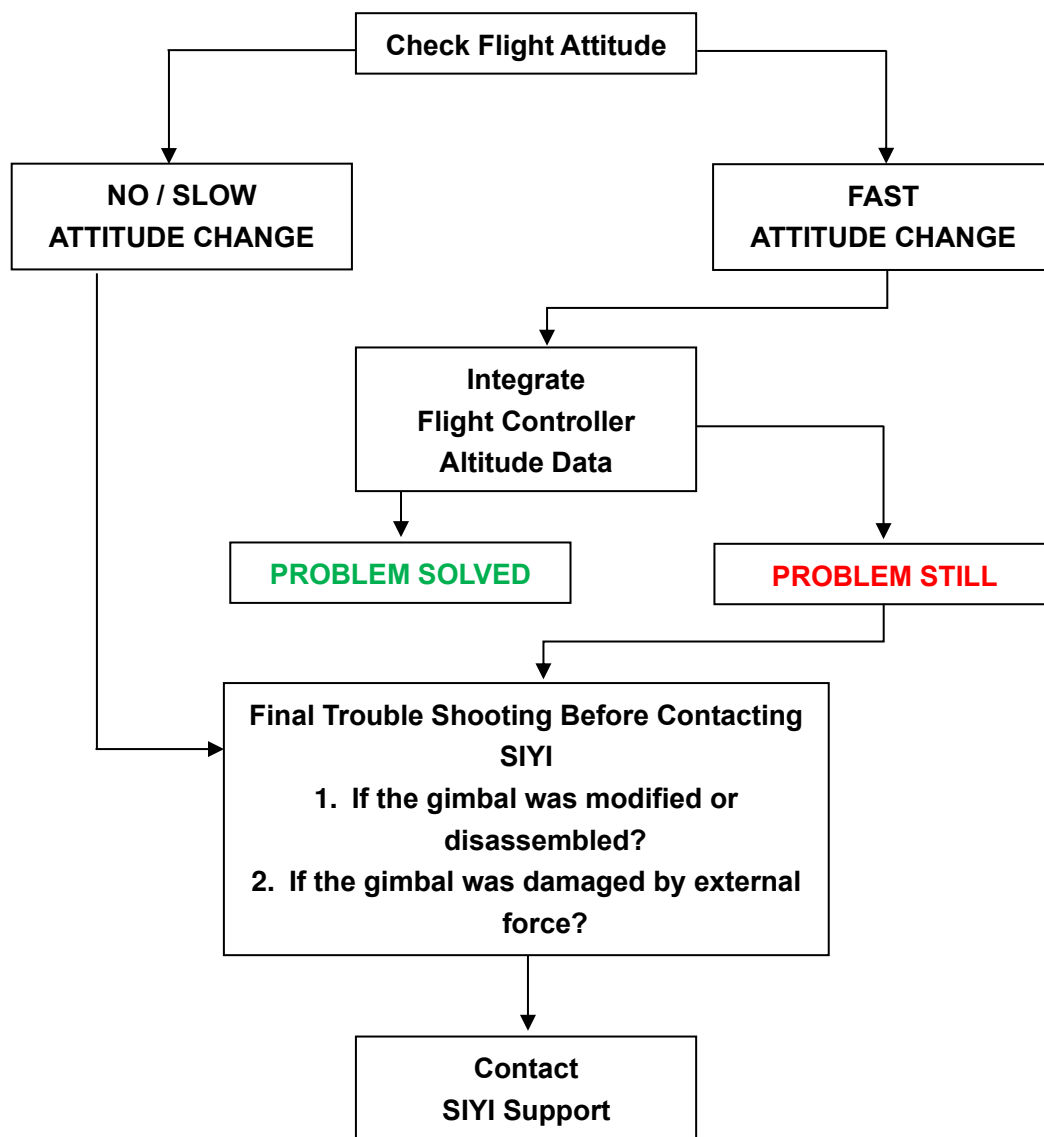 Check Flight Attitude
NO / SLOW
ATTITUDE CHANGE
FAST
ATTITUDE CHANGE
Integrate
Flight Controller
Altitude Data
PROBLEM SOLVED
PROBLEM STILL
Final Trouble Shooting Before Contacting
SIYI
1. If the gimbal was modified or
disassembled?
2. If the gimbal was damaged by external
force?
Contact
SIYI Support